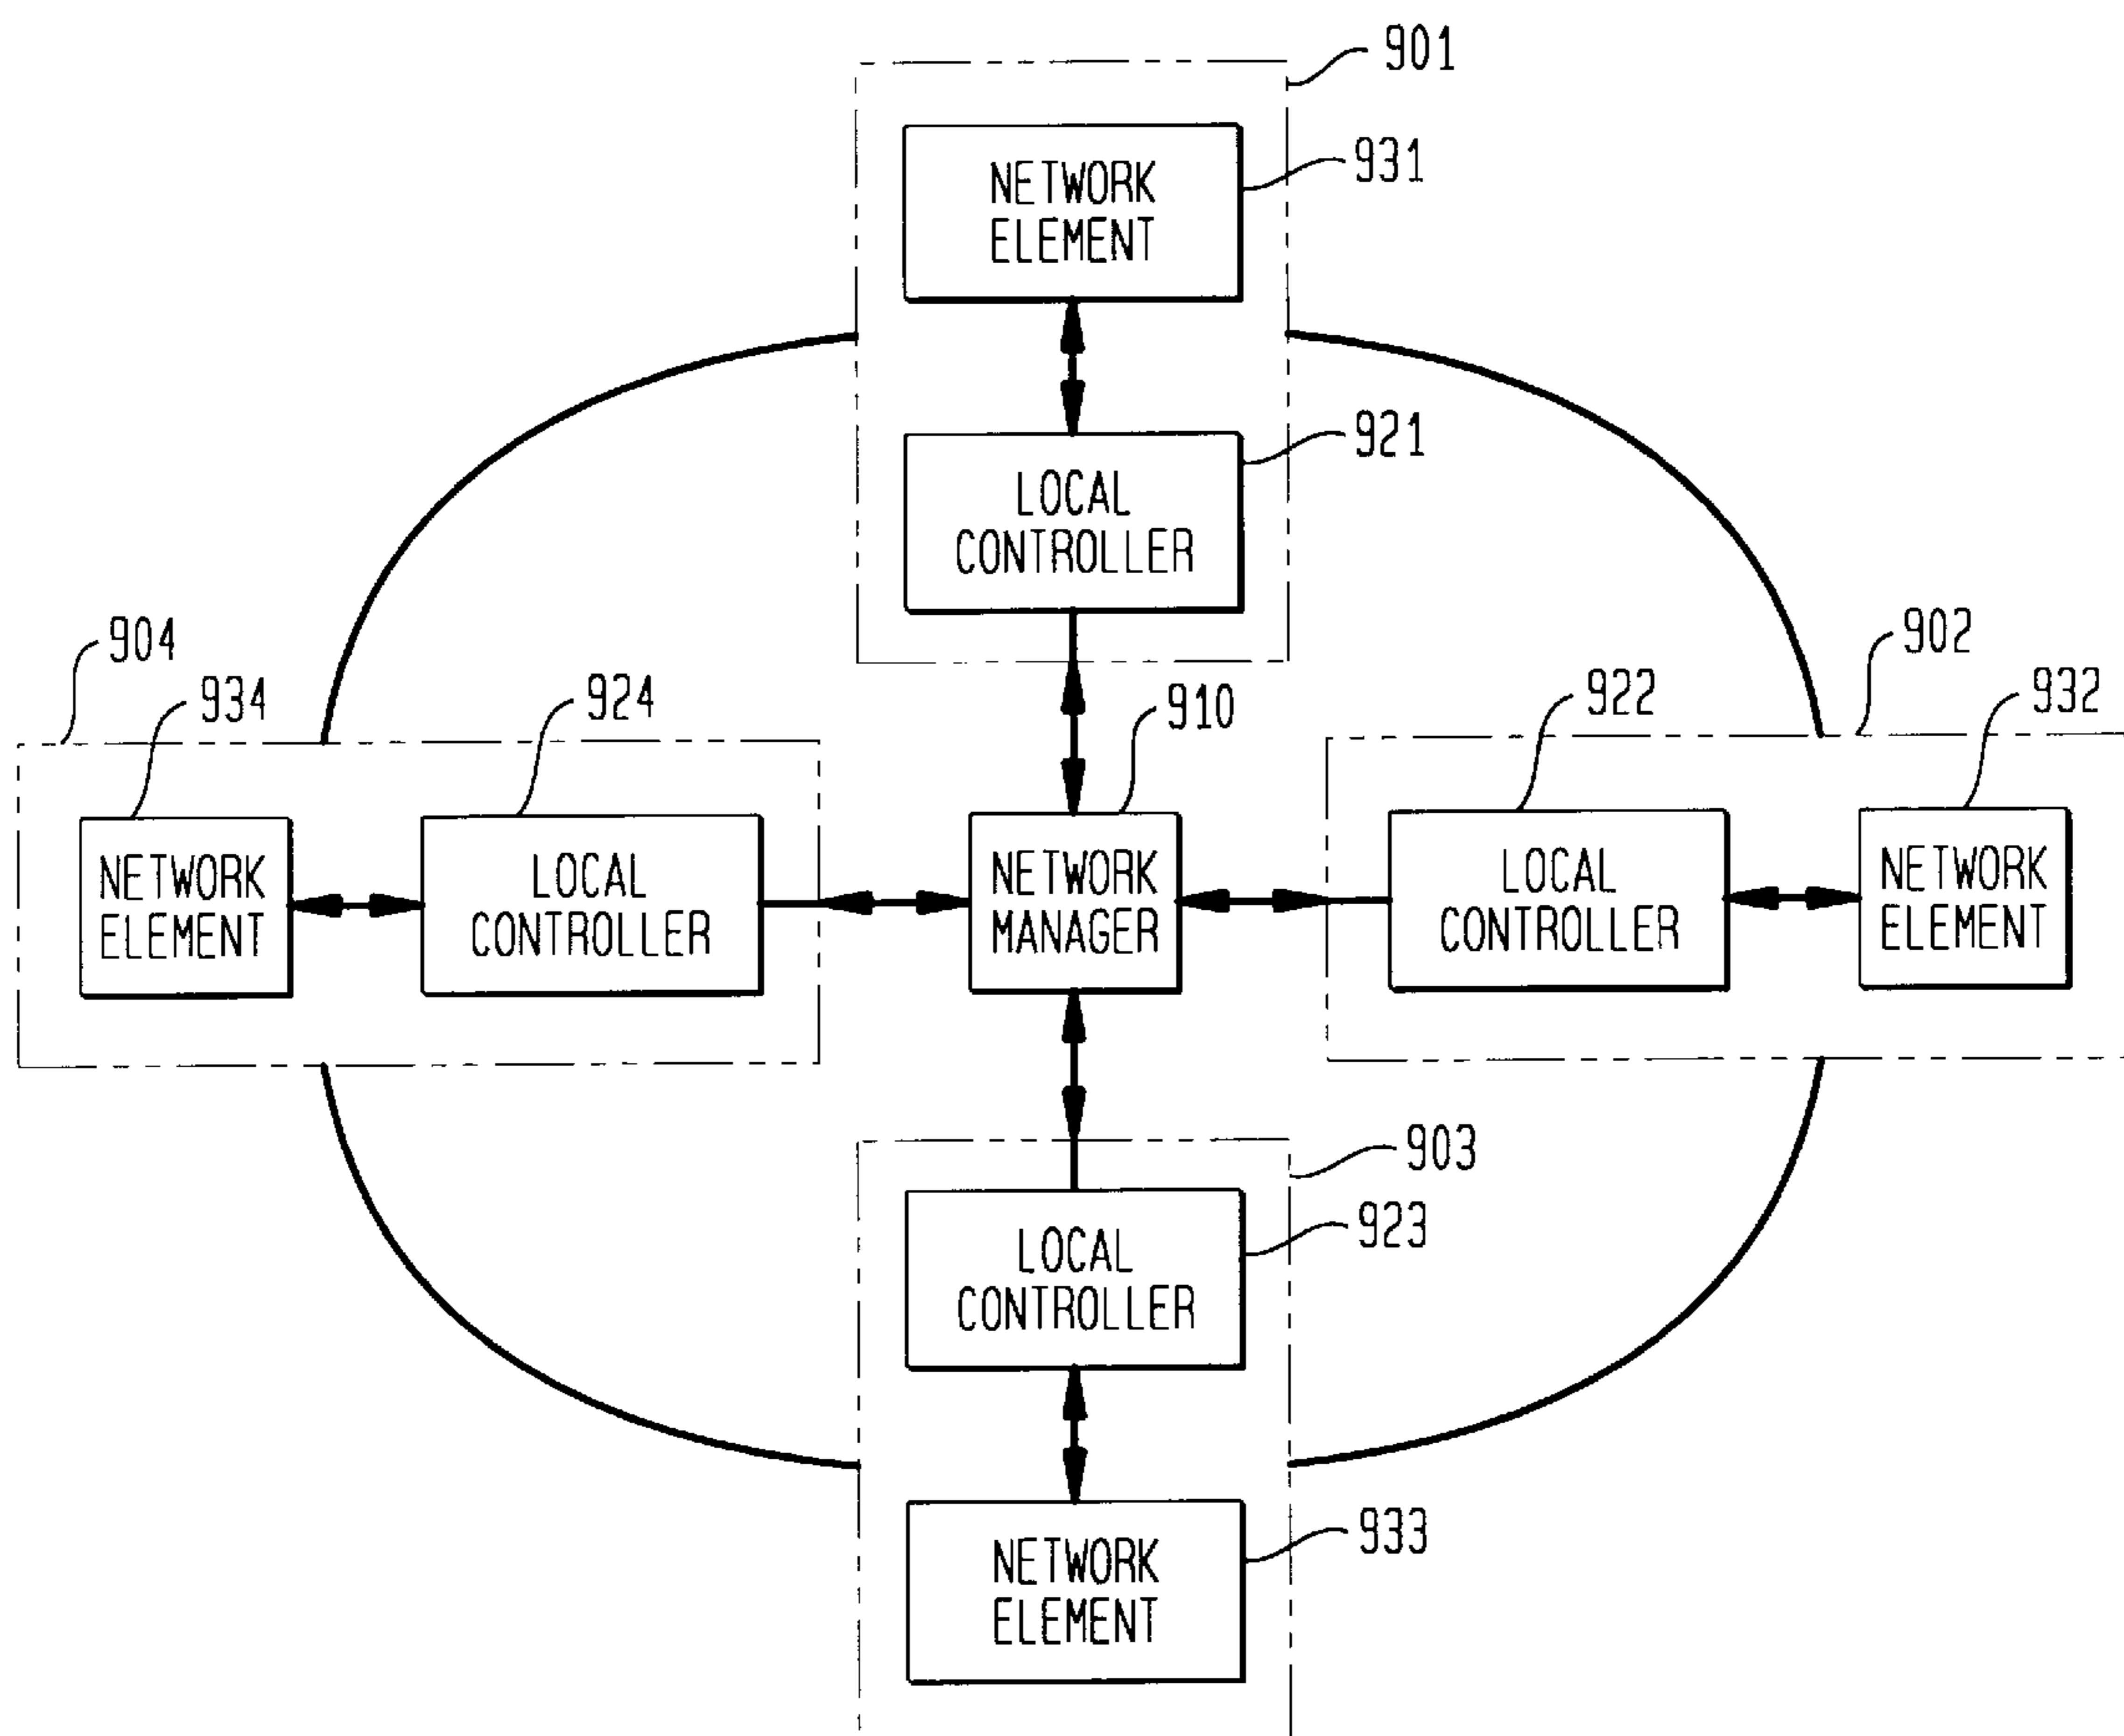 901
NETWORK
ELEMENT
931
LOCAL
CONTROLLER
921
904
934
924
910
902
922
932
NETWORK
ELEMENT
LOCAL
CONTROLLER
NETWORK
MANAGER
LOCAL
CONTROLLER
NETWORK
ELEMENT
903
LOCAL
CONTROLLER
923
NETWORK
ELEMENT
933